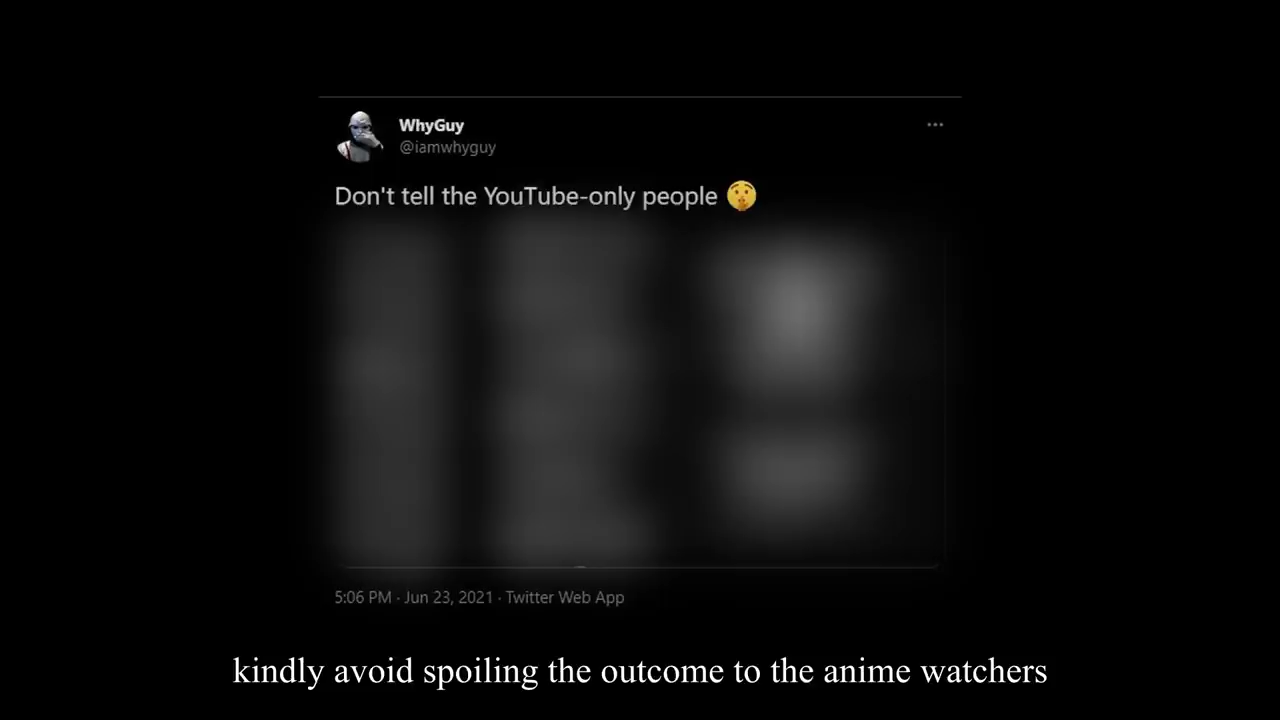 WhyGuy
@iamwhyguy
Don't tell the YouTube-only people 🤫
5:06 PM · Jun 23, 2021 · Twitter Web App
kindly avoid spoiling the outcome to the anime watchers